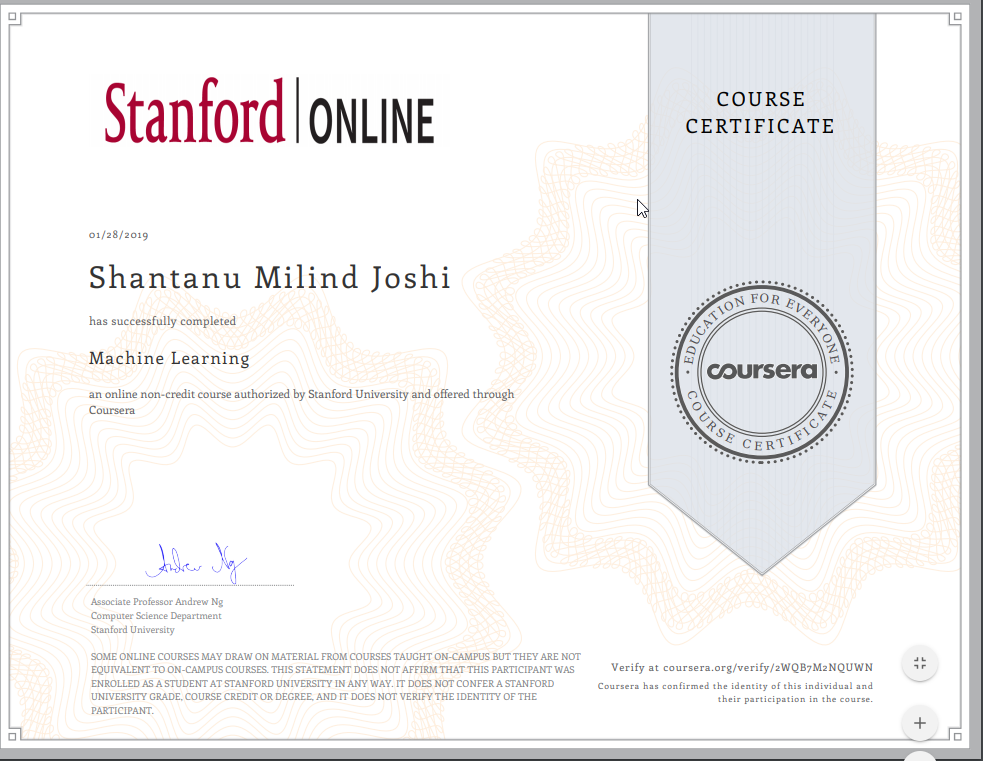 Stanford | ONLINE
COURSE
CERTIFICATE
01/28/2019
Shantanu Milind Joshi
has successfully completed
Machine Learning
an online non-credit course authorized by Stanford University and offered through
Coursera
EDUCATION FOR EVERYONE
coursera
COURSE CERTIFICATE
Andrew Ng
Associate Professor Andrew Ng
Computer Science Department
Stanford University
SOME ONLINE COURSES MAY DRAW ON MATERIAL FROM COURSES TAUGHT ON-CAMPUS BUT THEY ARE NOT
EQUIVALENT TO ON-CAMPUS COURSES. THIS STATEMENT DOES NOT AFFIRM THAT THIS PARTICIPANT WAS
ENROLLED AS A STUDENT AT STANFORD UNIVERSITY IN ANY WAY. IT DOES NOT CONFER A STANFORD
UNIVERSITY GRADE, COURSE CREDIT OR DEGREE, AND IT DOES NOT VERIFY THE IDENTITY OF THE
PARTICIPANT.
Verify at coursera.org/verify/2WQB7M2NQUWN
Coursera has confirmed the identity of this individual and
their participation in the course.